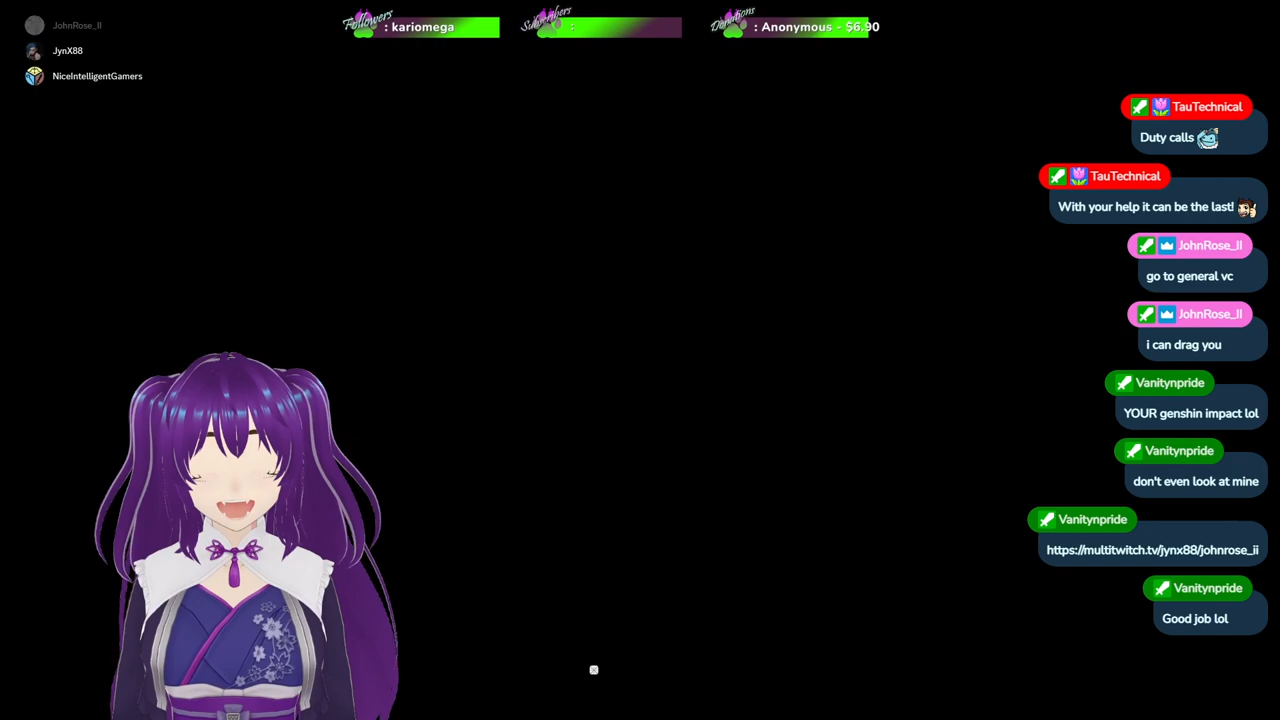 JohnRose_II
JynX88
NiceIntelligentGamers
Followers : kariomega
Subscribers :
Donations : Anonymous - $6.90
TauTechnical
Duty calls
TauTechnical
With your help it can be the last!
JohnRose_II
go to general vc
JohnRose_II
i can drag you
Vanitynpride
YOUR genshin impact lol
Vanitynpride
don't even look at mine
Vanitynpride
https://multitwitch.tv/jynx88/johnrose_ii
Vanitynpride
Good job lol